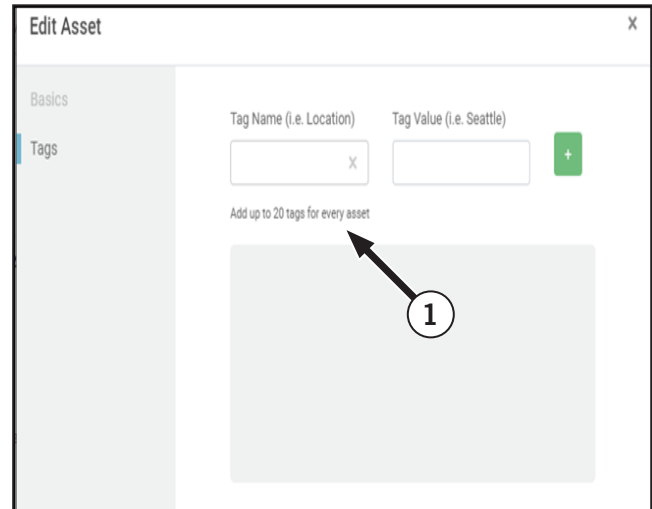 Edit Asset
X
Basics
Tags
Tag Name (i.e. Location)
Tag Value (i.e. Seattle)
X
+
Add up to 20 tags for every asset
1